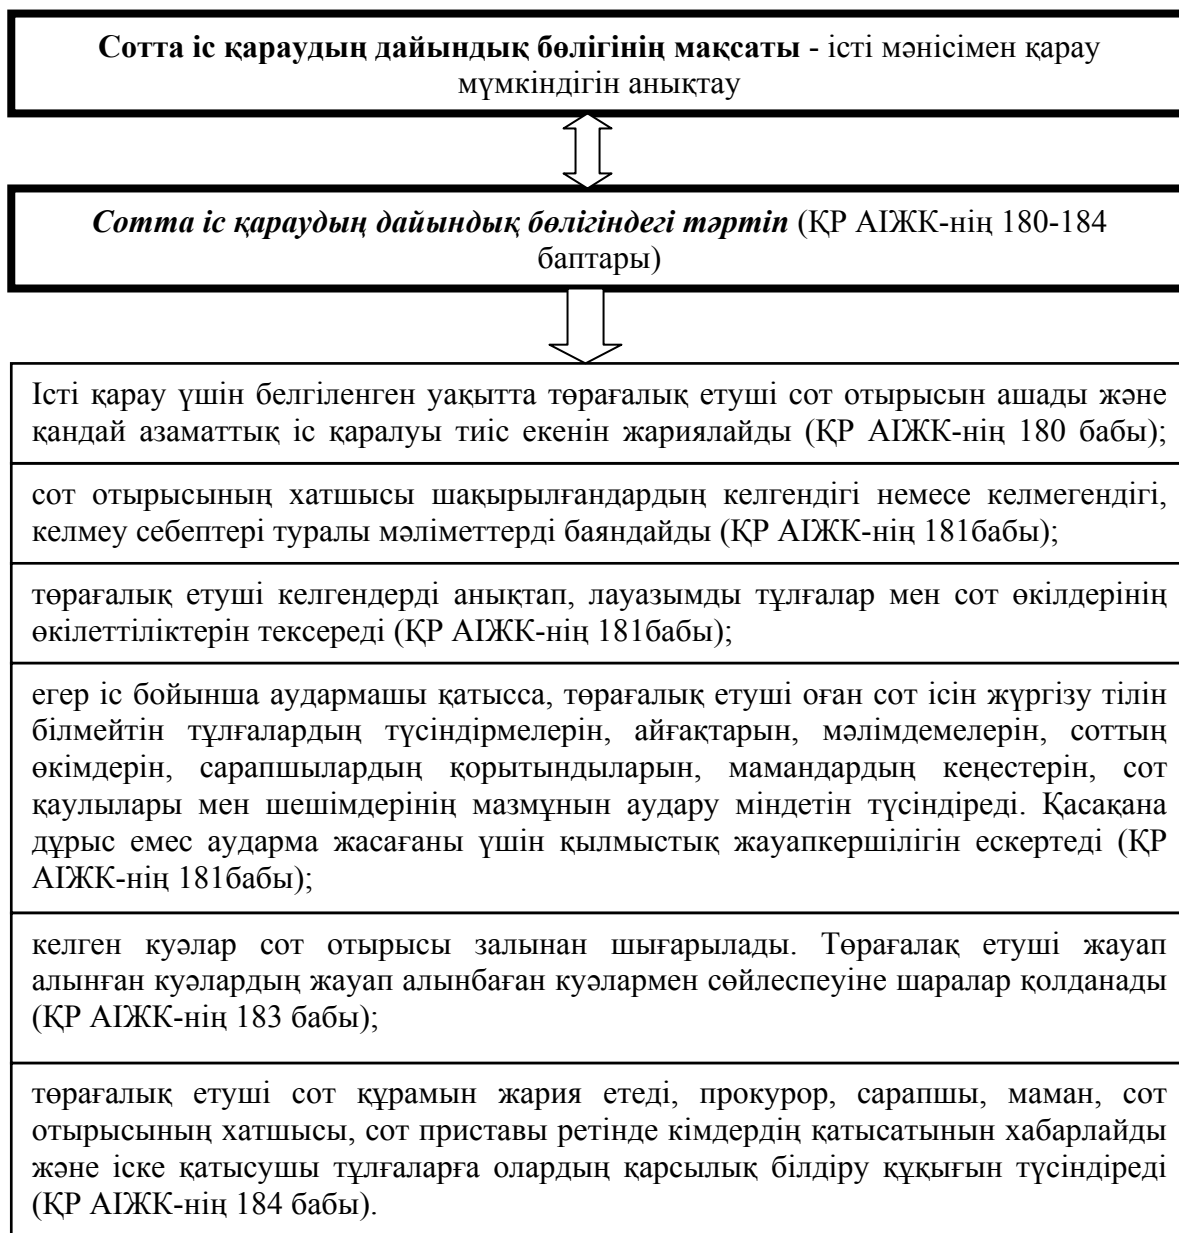 Сотта іс қараудың дайындық бөлігінің мақсаты - істі мәнісімен қарау
мүмкіндігін анықтау
Сотта іс қараудың дайындық бөлігіндегі тәртіп (ҚР АІЖК-нің 180-184
баптары)
Істі қарау үшін белгіленген уақытта төрағалық етуші сот отырысын ашады және
қандай азаматтық іс қаралуы тиіс екенін жариялайды (ҚР АІЖК-нің 180 бабы);
сот отырысының хатшысы шақырылғандардың келгендігі немесе келмегендігі,
келмеу себептері туралы мәліметтерді баяндайды (ҚР АІЖК-нің 181бабы);
төрағалық етуші келгендерді анықтап, лауазымды тұлғалар мен сот өкілдерінің
өкілеттіліктерін тексереді (ҚР АІЖК-нің 181бабы);
егер іс бойынша аудармашы қатысса, төрағалық етуші оған сот ісін жүргізу тілін
білмейтін тұлғалардың түсіндірмелерін, айғақтарын, мәлімдемелерін, соттың
өкімдерін, сарапшылардың қорытындыларын, мамандардың кеңестерін, сот
қаулылары мен шешімдерінің мазмұнын аудару міндетін түсіндіреді. Қасақана
дұрыс емес аударма жасағаны үшін қылмыстық жауапкершілігін ескертеді (ҚР
АІЖК-нің 181бабы);
келген куәлар сот отырысы залынан шығарылады. Төрағалақ етуші жауап
алынған куәлардың жауап алынбаған куәлармен сөйлеспеуіне шаралар қолданады
(ҚР АІЖК-нің 183 бабы);
төрағалық етуші сот құрамын жария етеді, прокурор, сарапшы, маман, сот
отырысының хатшысы, сот приставы ретінде кімдердің қатысатынын хабарлайды
және іске қатысушы тұлғаларға олардың қарсылық білдіру құқығын түсіндіреді
(ҚР АІЖК-нің 184 бабы).